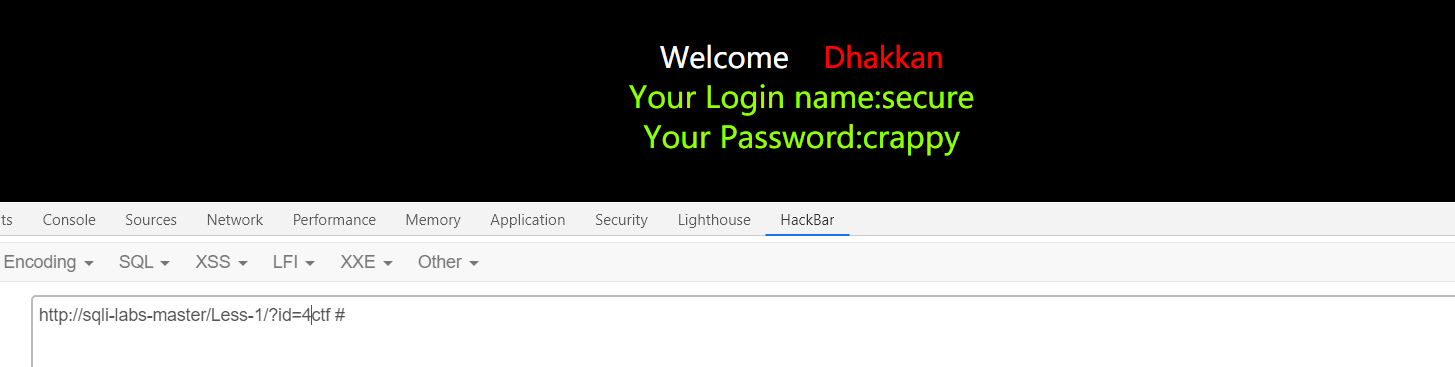 Welcome Dhakkan
Your Login name:secure
Your Password:crappy
ts Console Sources Network Performance Memory Application Security Lighthouse HackBar
Encoding SQL XSS LFI XXE Other
http://sqli-labs-master/Less-1/?id=4ctf #